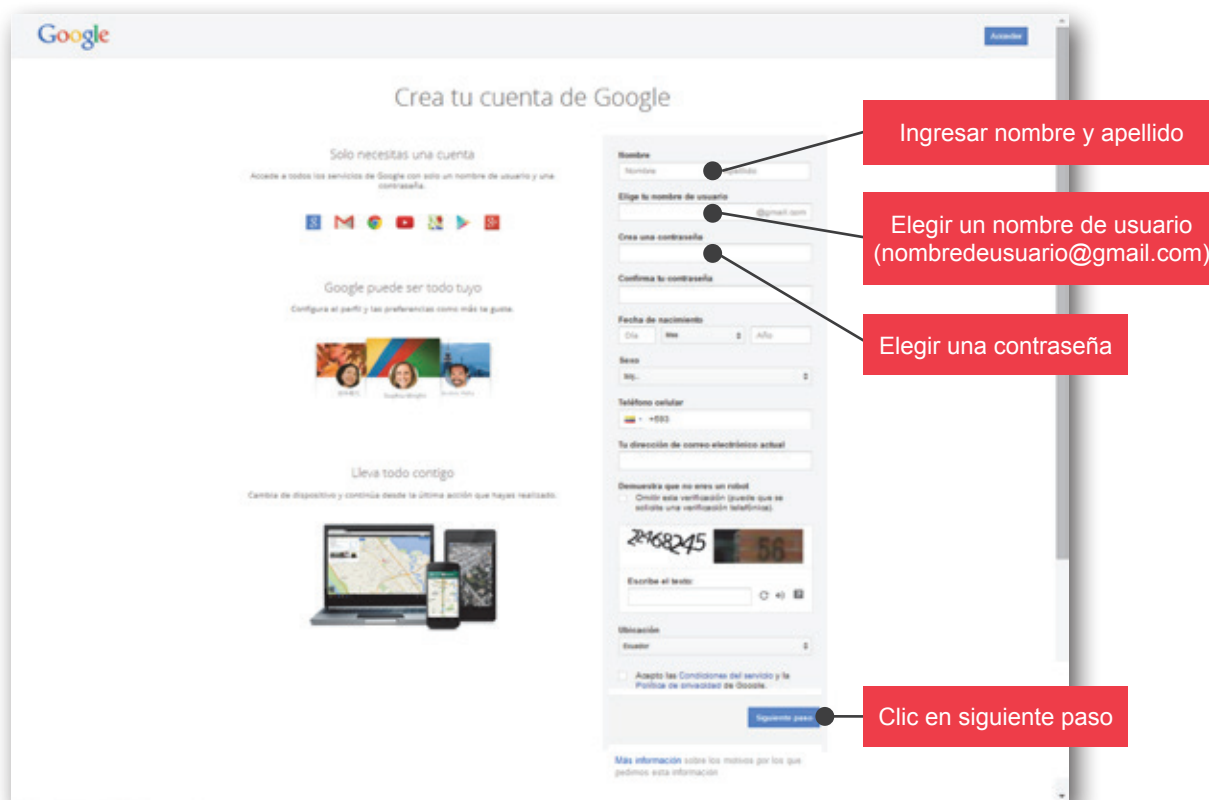 Google
Acceder
Crea tu cuenta de Google
Solo necesitas una cuenta
Accede a todos los servicios de Google con solo un nombre de usuario y una
contraseña.
Google puede ser todo tuyo
Configura el perfil y las preferencias como más te guste.
Lleva todo contigo
Cambia de dispositivo y continúa desde la última acción que hayas realizado.
Nombre
Nombre
Elige tu nombre de usuario
@gmail.com
Crea una contraseña
Confirma tu contraseña
Fecha de nacimiento
Día Mes Año
Sexo
Soy...
Teléfono celular
+593
Tu dirección de correo electrónico actual
Demuestra que no eres un robot
Omitir esta verificación (puede que se
solicite una verificación telefónica).
22468245 56
Escribe el texto:
Ubicación
Ecuador
Acepto las Condiciones del servicio y la
Política de privacidad de Google.
Siguiente paso
Más información sobre los motivos por los que
pedimos esta información
Ingresar nombre y apellido
Elegir un nombre de usuario
(nombredeusuario@gmail.com)
Elegir una contraseña
Clic en siguiente paso